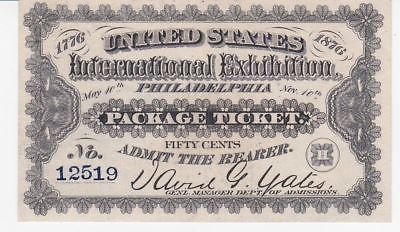 1776 UNITED STATES 1876
International Exhibition,
May 10th PHILADELPHIA Nov. 10th
PACKAGE TICKET.
FIFTY CENTS
No. ADMIT THE BEARER.
12519
David G. Yates.
GENL. MANAGER DEPT. OF ADMISSIONS.